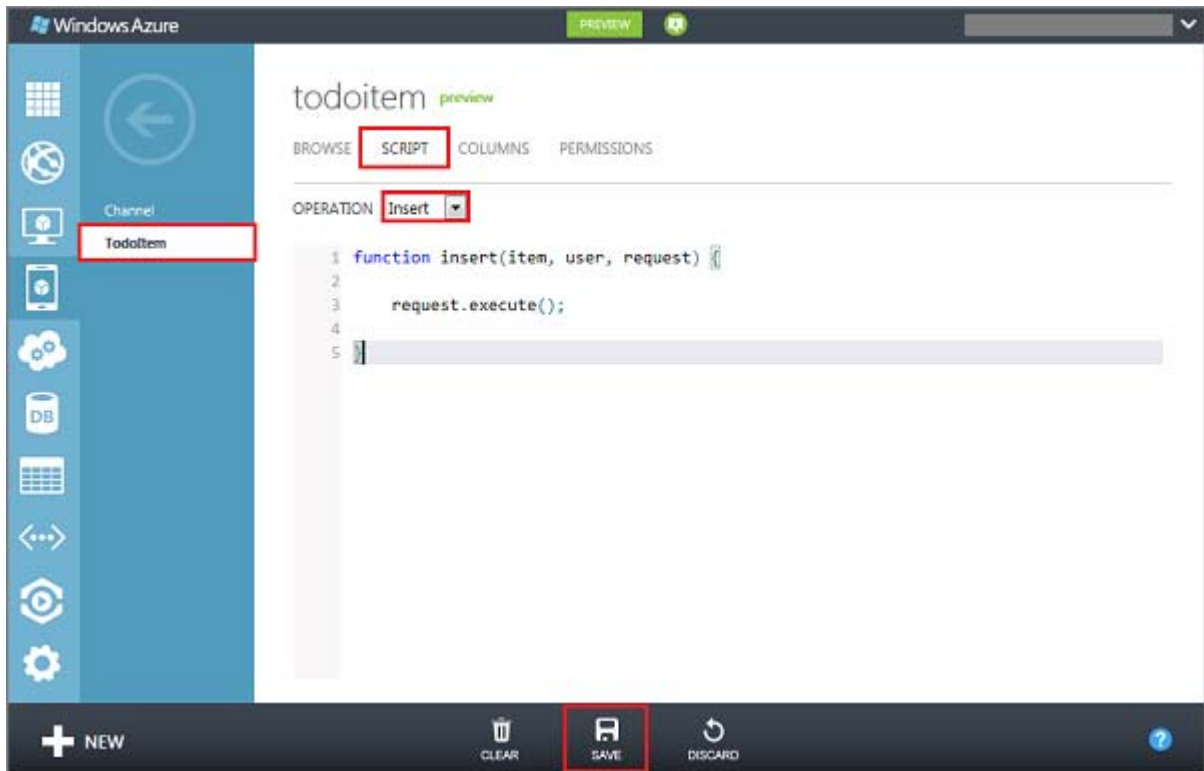 Windows Azure
PREVIEW
Channel
TodoItem
todoitem preview
BROWSE SCRIPT COLUMNS PERMISSIONS
OPERATION Insert
1 function insert(item, user, request) {
2
3 request.execute();
4
5 }
DB
NEW
CLEAR
SAVE
DISCARD
?